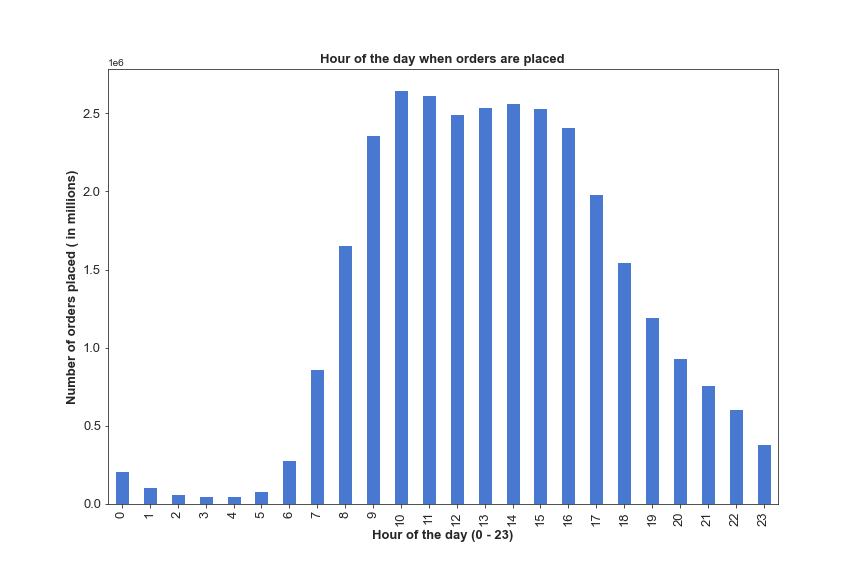 Hour of the day when orders are placed
1e6
Number of orders placed ( in millions)
2.5
2.0
1.5
1.0
0.5
0.0
0 1 2 3 4 5 6 7 8 9 10 11 12 13 14 15 16 17 18 19 20 21 22 23
Hour of the day (0 - 23)